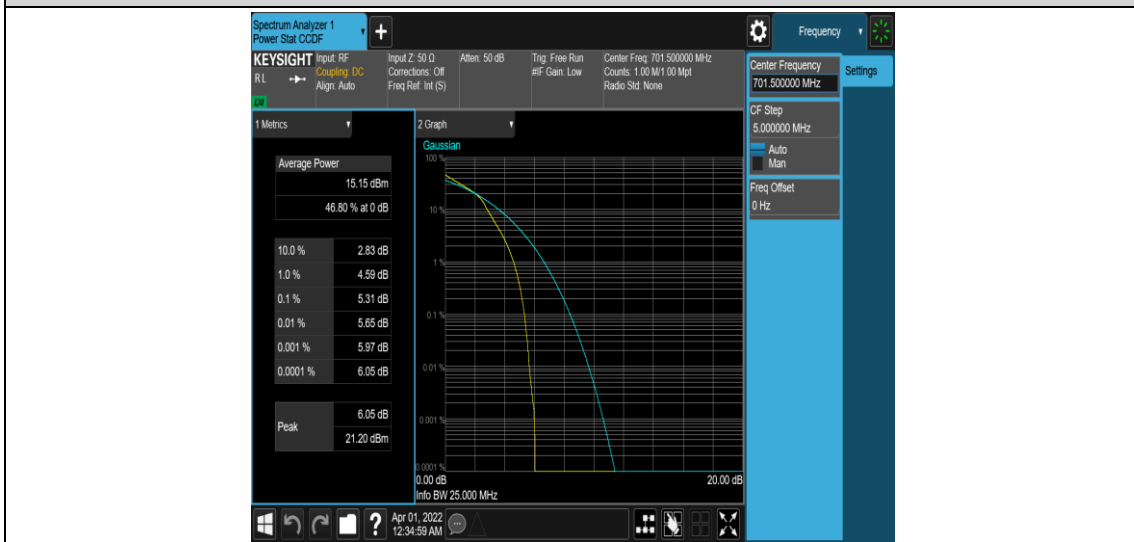 Spectrum Analyzer 1
Power Stat CCDF
+
Frequency
KEYSIGHT
RL
LXI
Input: RF
Coupling: DC
Align: Auto
Input Z: 50 Ω
Corrections: Off
Freq Ref: Int (S)
Atten: 50 dB
Trig: Free Run
#IF Gain: Low
Center Freq: 701.500000 MHz
Counts: 1.00 M/1.00 Mpt
Radio Std: None
Center Frequency
701.500000 MHz
Settings
CF Step
5.000000 MHz
Auto
Man
Freq Offset
0 Hz
1 Metrics
Average Power
15.15 dBm
46.80 % at 0 dB
10.0 % 2.83 dB
1.0 % 4.59 dB
0.1 % 5.31 dB
0.01 % 5.65 dB
0.001 % 5.97 dB
0.0001 % 6.05 dB
Peak
6.05 dB
21.20 dBm
2 Graph
Gaussian
100 %
10 %
1 %
0.1 %
0.01 %
0.001 %
0.0001 %
0.00 dB 20.00 dB
Info BW 25.000 MHz
?
Apr 01, 2022
12:34:59 AM